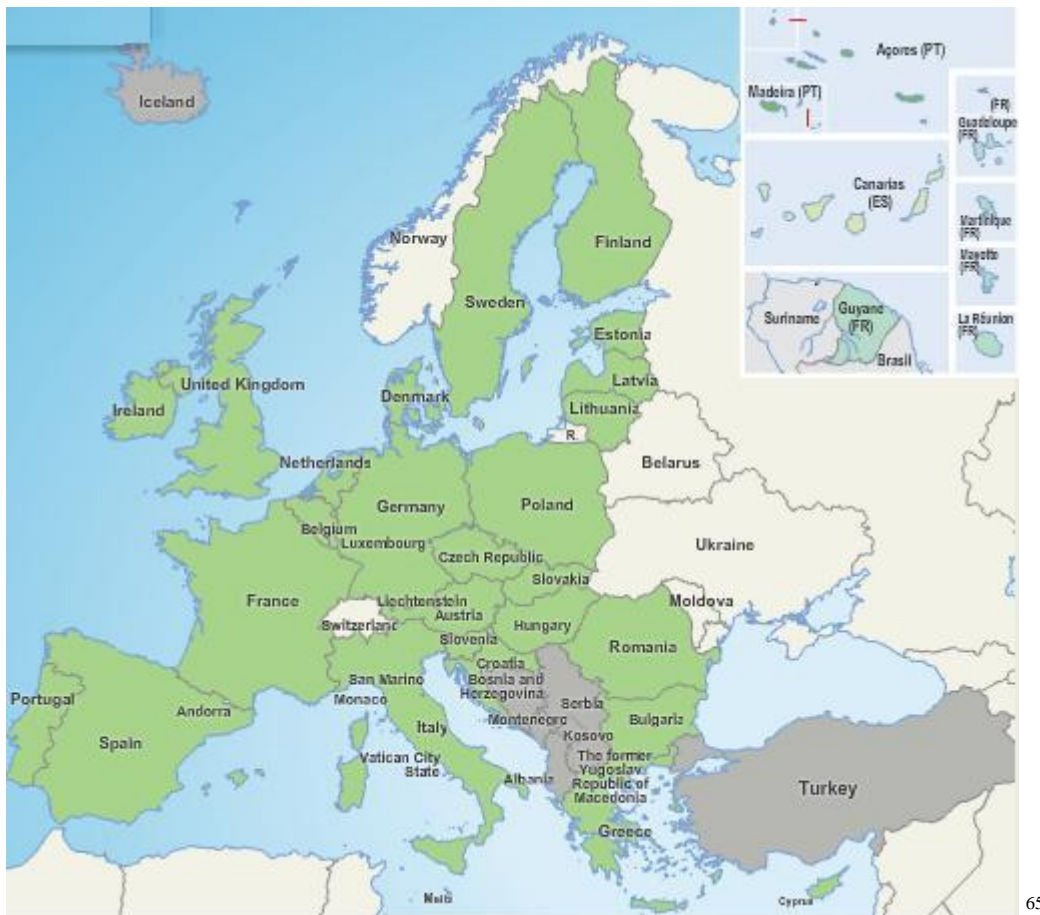 Iceland
Açores (PT)
Madeira (PT)
(FR)
Guadeloupe
(FR)
Canarias
(ES)
Martinique
(FR)
Mayotte
(FR)
Suriname
Guyane
(FR)
Brasil
La Réunion
(FR)
Norway
Finland
Sweden
Estonia
Latvia
Lithuania
R.
Denmark
United Kingdom
Ireland
Netherlands
Belarus
Germany
Poland
Belgium
Luxembourg
Czech Republic
Ukraine
Slovakia
France
Liechtenstein
Austria
Moldova
Switzerland
Hungary
Slovenia
Romania
Croatia
San Marino
Bosnia and
Herzegovina
Monaco
Portugal
Andorra
Serbia
Montenegro
Bulgaria
Italy
Spain
Kosovo
Vatican City
State
The former
Yugoslav
Republic of
Macedonia
Albania
Turkey
Greece
Malta
Cyprus
65